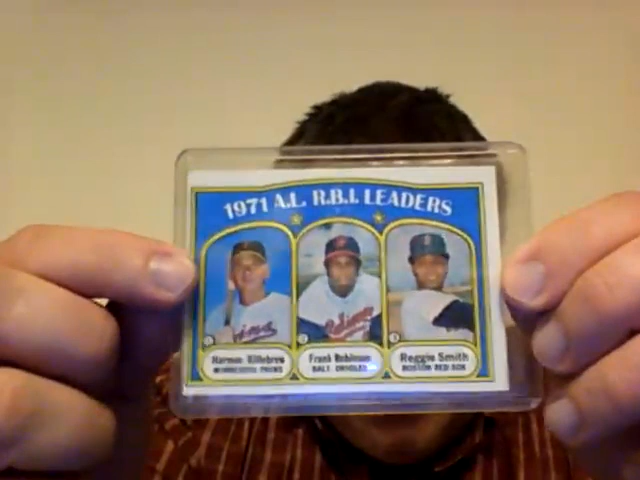 1971 A.L. R.B.I. LEADERS
Harmon Killebrew
MINNESOTA TWINS
Frank Robinson
BALT. ORIOLES
Reggie Smith
BOSTON RED SOX